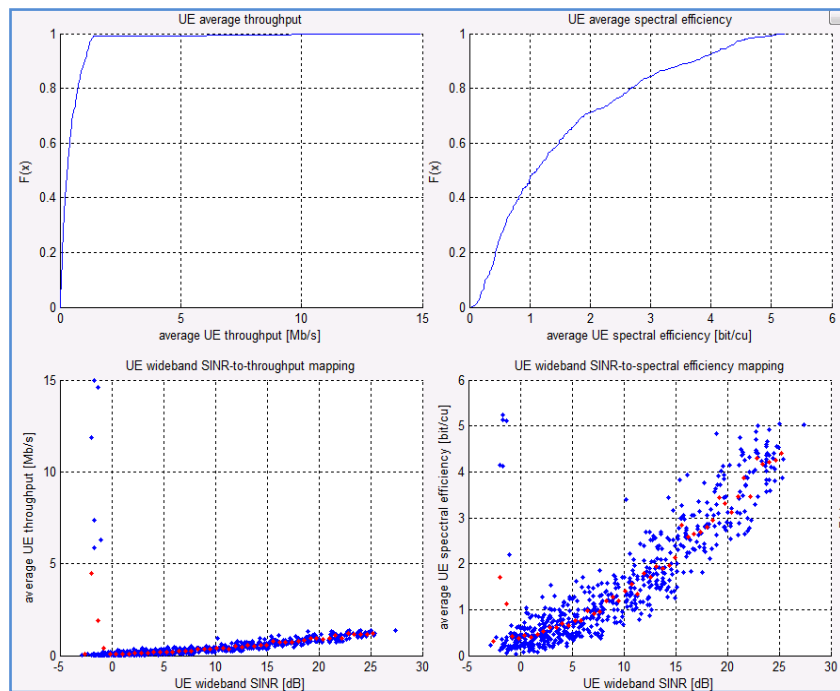 UE average throughput
1
0.8
0.6
0.4
0.2
0
F(x)
0 5 10 15
average UE throughput [Mb/s]
UE average spectral efficiency
1
0.8
0.6
0.4
0.2
0
F(x)
0 1 2 3 4 5 6
average UE spectral efficiency [bit/cu]
UE wideband SINR-to-throughput mapping
15
10
5
0
average UE throughput [Mb/s]
-5 0 5 10 15 20 25 30
UE wideband SINR [dB]
UE wideband SINR-to-spectral efficiency mapping
6
5
4
3
2
1
0
average UE specctral efficiency [bit/cu]
-5 0 5 10 15 20 25 30
UE wideband SINR [dB]